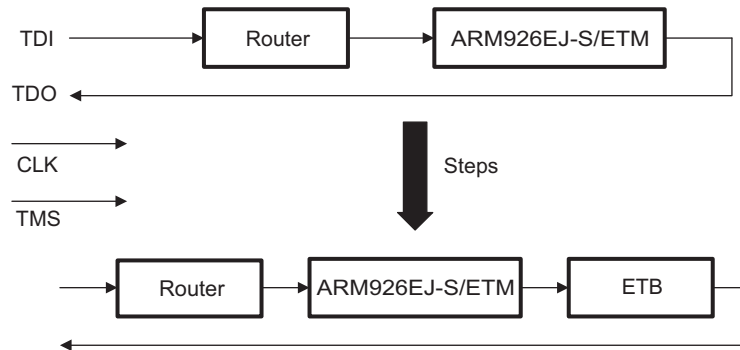 TDI
Router
ARM926EJ-S/ETM
TDO
CLK
Steps
TMS
Router
ARM926EJ-S/ETM
ETB